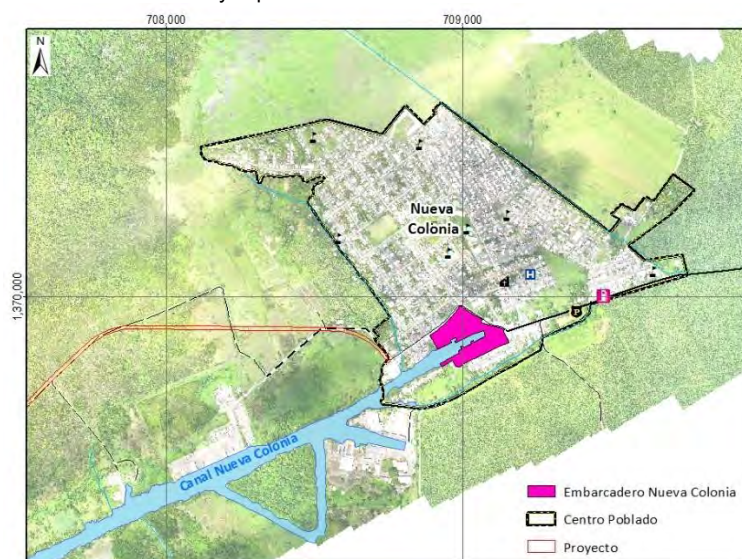 708,000
709,000
N
Nueva
Colonia
H
1,370,000
P
Canal Nueva Colonia
Embarcadero Nueva Colonia
Centro Poblado
Proyecto